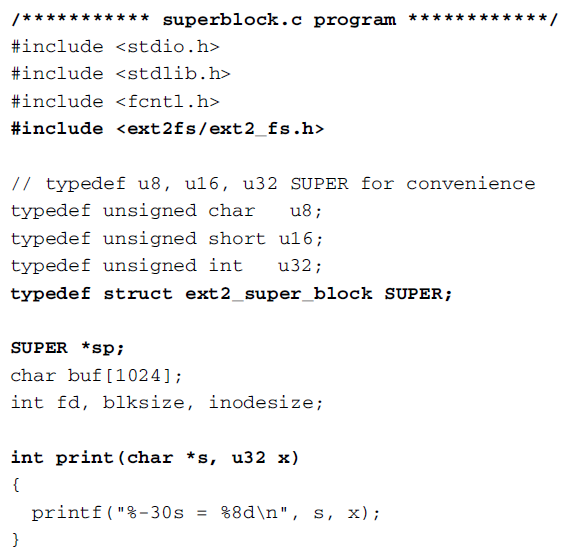 /*********** superblock.c program ************/
#include <stdio.h>
#include <stdlib.h>
#include <fcntl.h>
#include <ext2fs/ext2_fs.h>
// typedef u8, u16, u32 SUPER for convenience
typedef unsigned char   u8;
typedef unsigned short u16;
typedef unsigned int   u32;
typedef struct ext2_super_block SUPER;
SUPER *sp;
char buf[1024];
int fd, blksize, inodesize;
int print(char *s, u32 x)
{
  printf("%-30s = %8d\n", s, x);
}